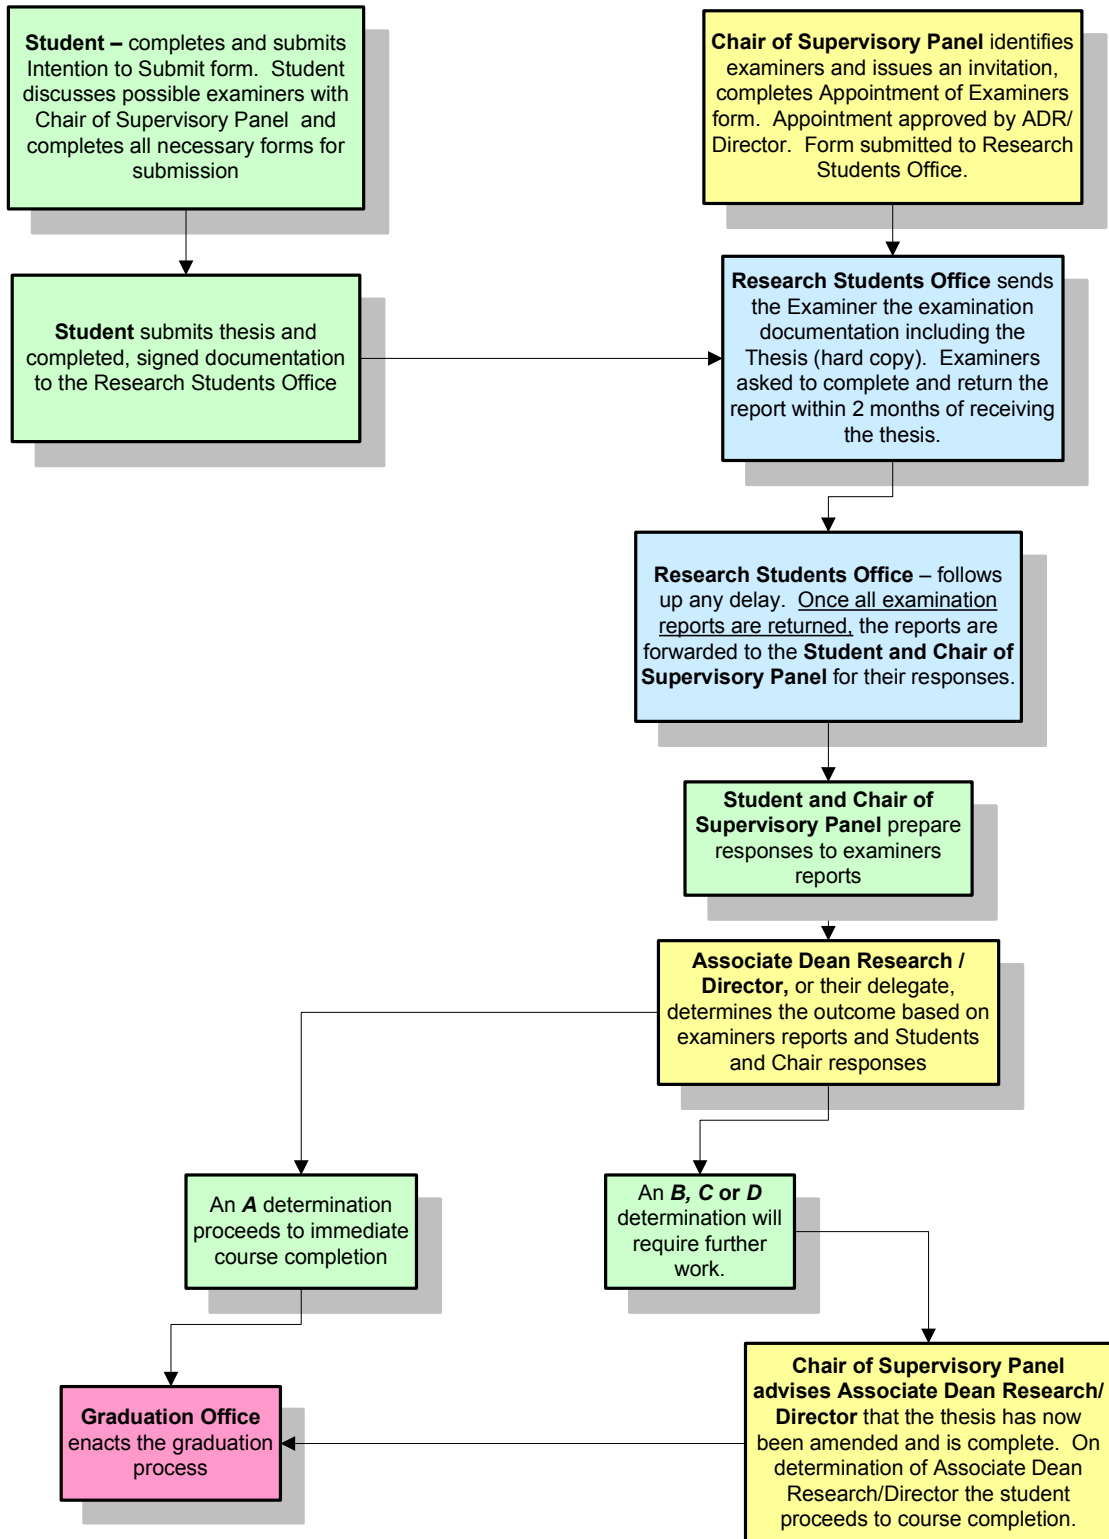 Student – completes and submits
Intention to Submit form.  Student
discusses possible examiners with
Chair of Supervisory Panel  and
completes all necessary forms for
submission
Chair of Supervisory Panel identifies
examiners and issues an invitation,
completes Appointment of Examiners
form.  Appointment approved by ADR/
Director.  Form submitted to Research
Students Office.
Student submits thesis and
completed, signed documentation
to the Research Students Office
Research Students Office sends
the Examiner the examination
documentation including the
Thesis (hard copy).  Examiners
asked to complete and return the
report within 2 months of receiving
the thesis.
Research Students Office – follows
up any delay.  Once all examination
reports are returned, the reports are
forwarded to the Student and Chair of
Supervisory Panel for their responses.
Student and Chair of
Supervisory Panel prepare
responses to examiners
reports
Associate Dean Research /
Director, or their delegate,
determines the outcome based on
examiners reports and Students
and Chair responses
An A determination
proceeds to immediate
course completion
An B, C or D
determination will
require further
work.
Graduation Office
enacts the graduation
process
Chair of Supervisory Panel
advises Associate Dean Research/
Director that the thesis has now
been amended and is complete.  On
determination of Associate Dean
Research/Director the student
proceeds to course completion.